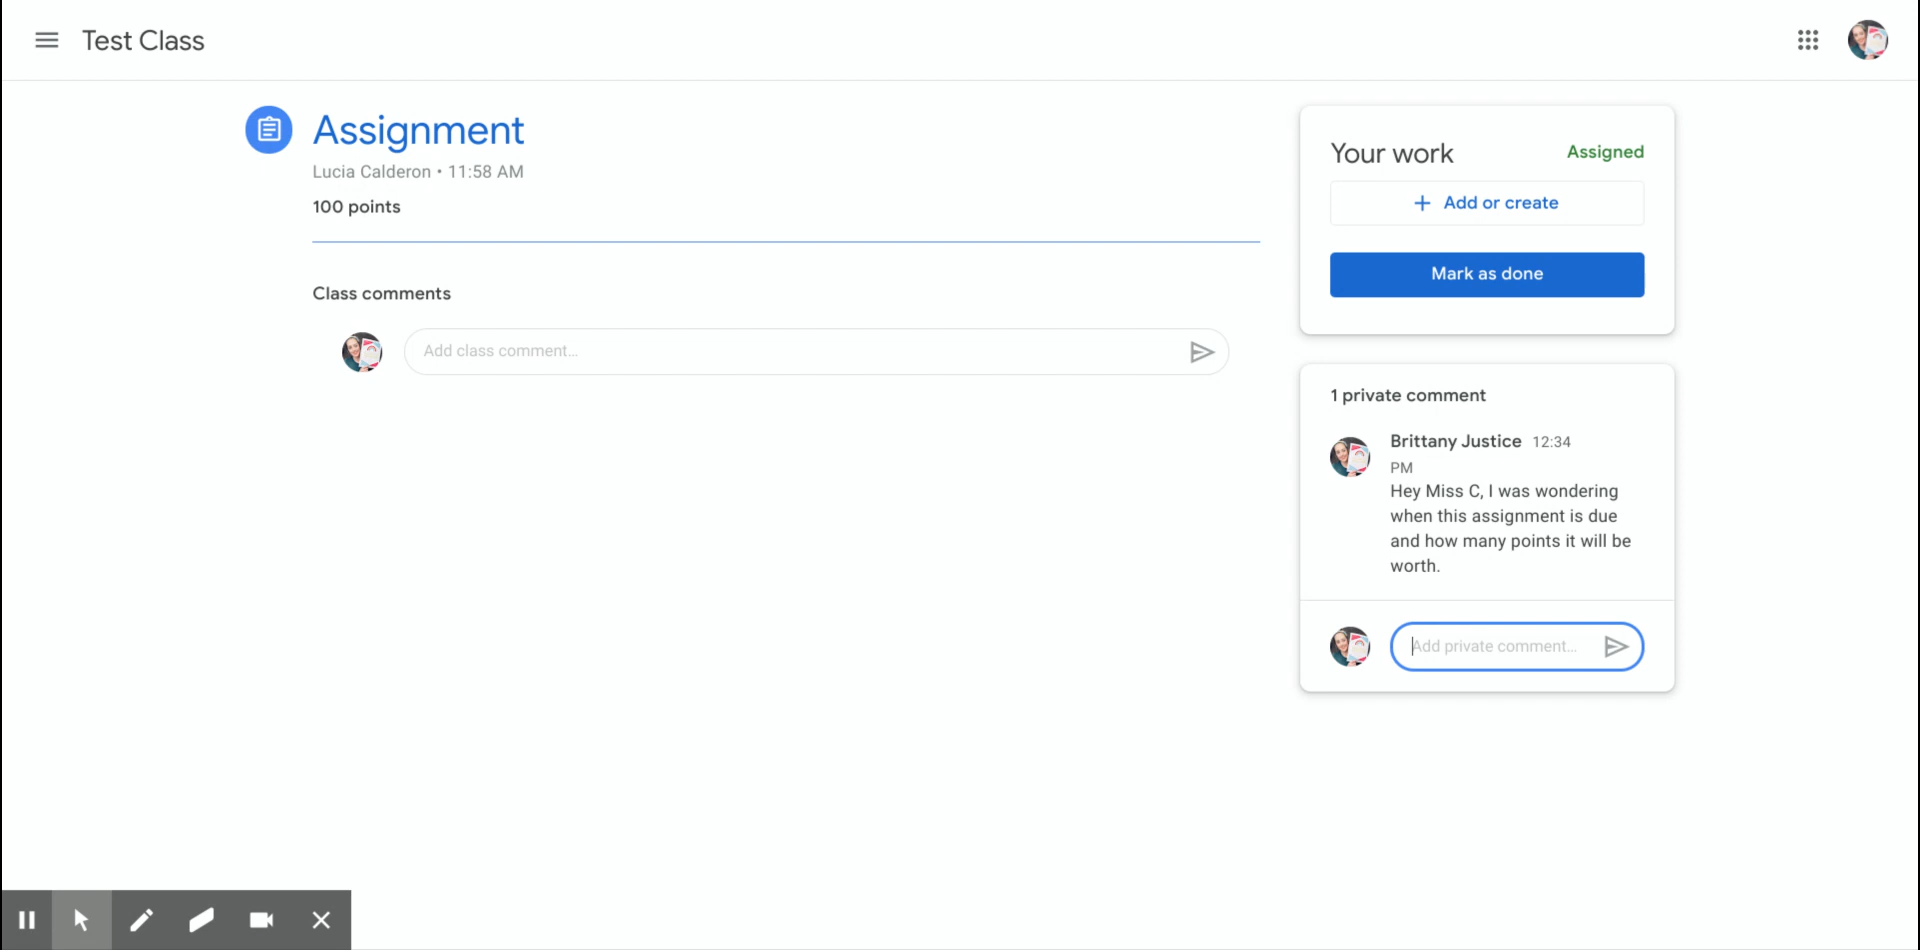 Test Class
Assignment
Lucia Calderon • 11:58 AM
100 points
Class comments
Add class comment...
Your work
Assigned
+ Add or create
Mark as done
1 private comment
Brittany Justice 12:34
PM
Hey Miss C, I was wondering
when this assignment is due
and how many points it will be
worth.
Add private comment...